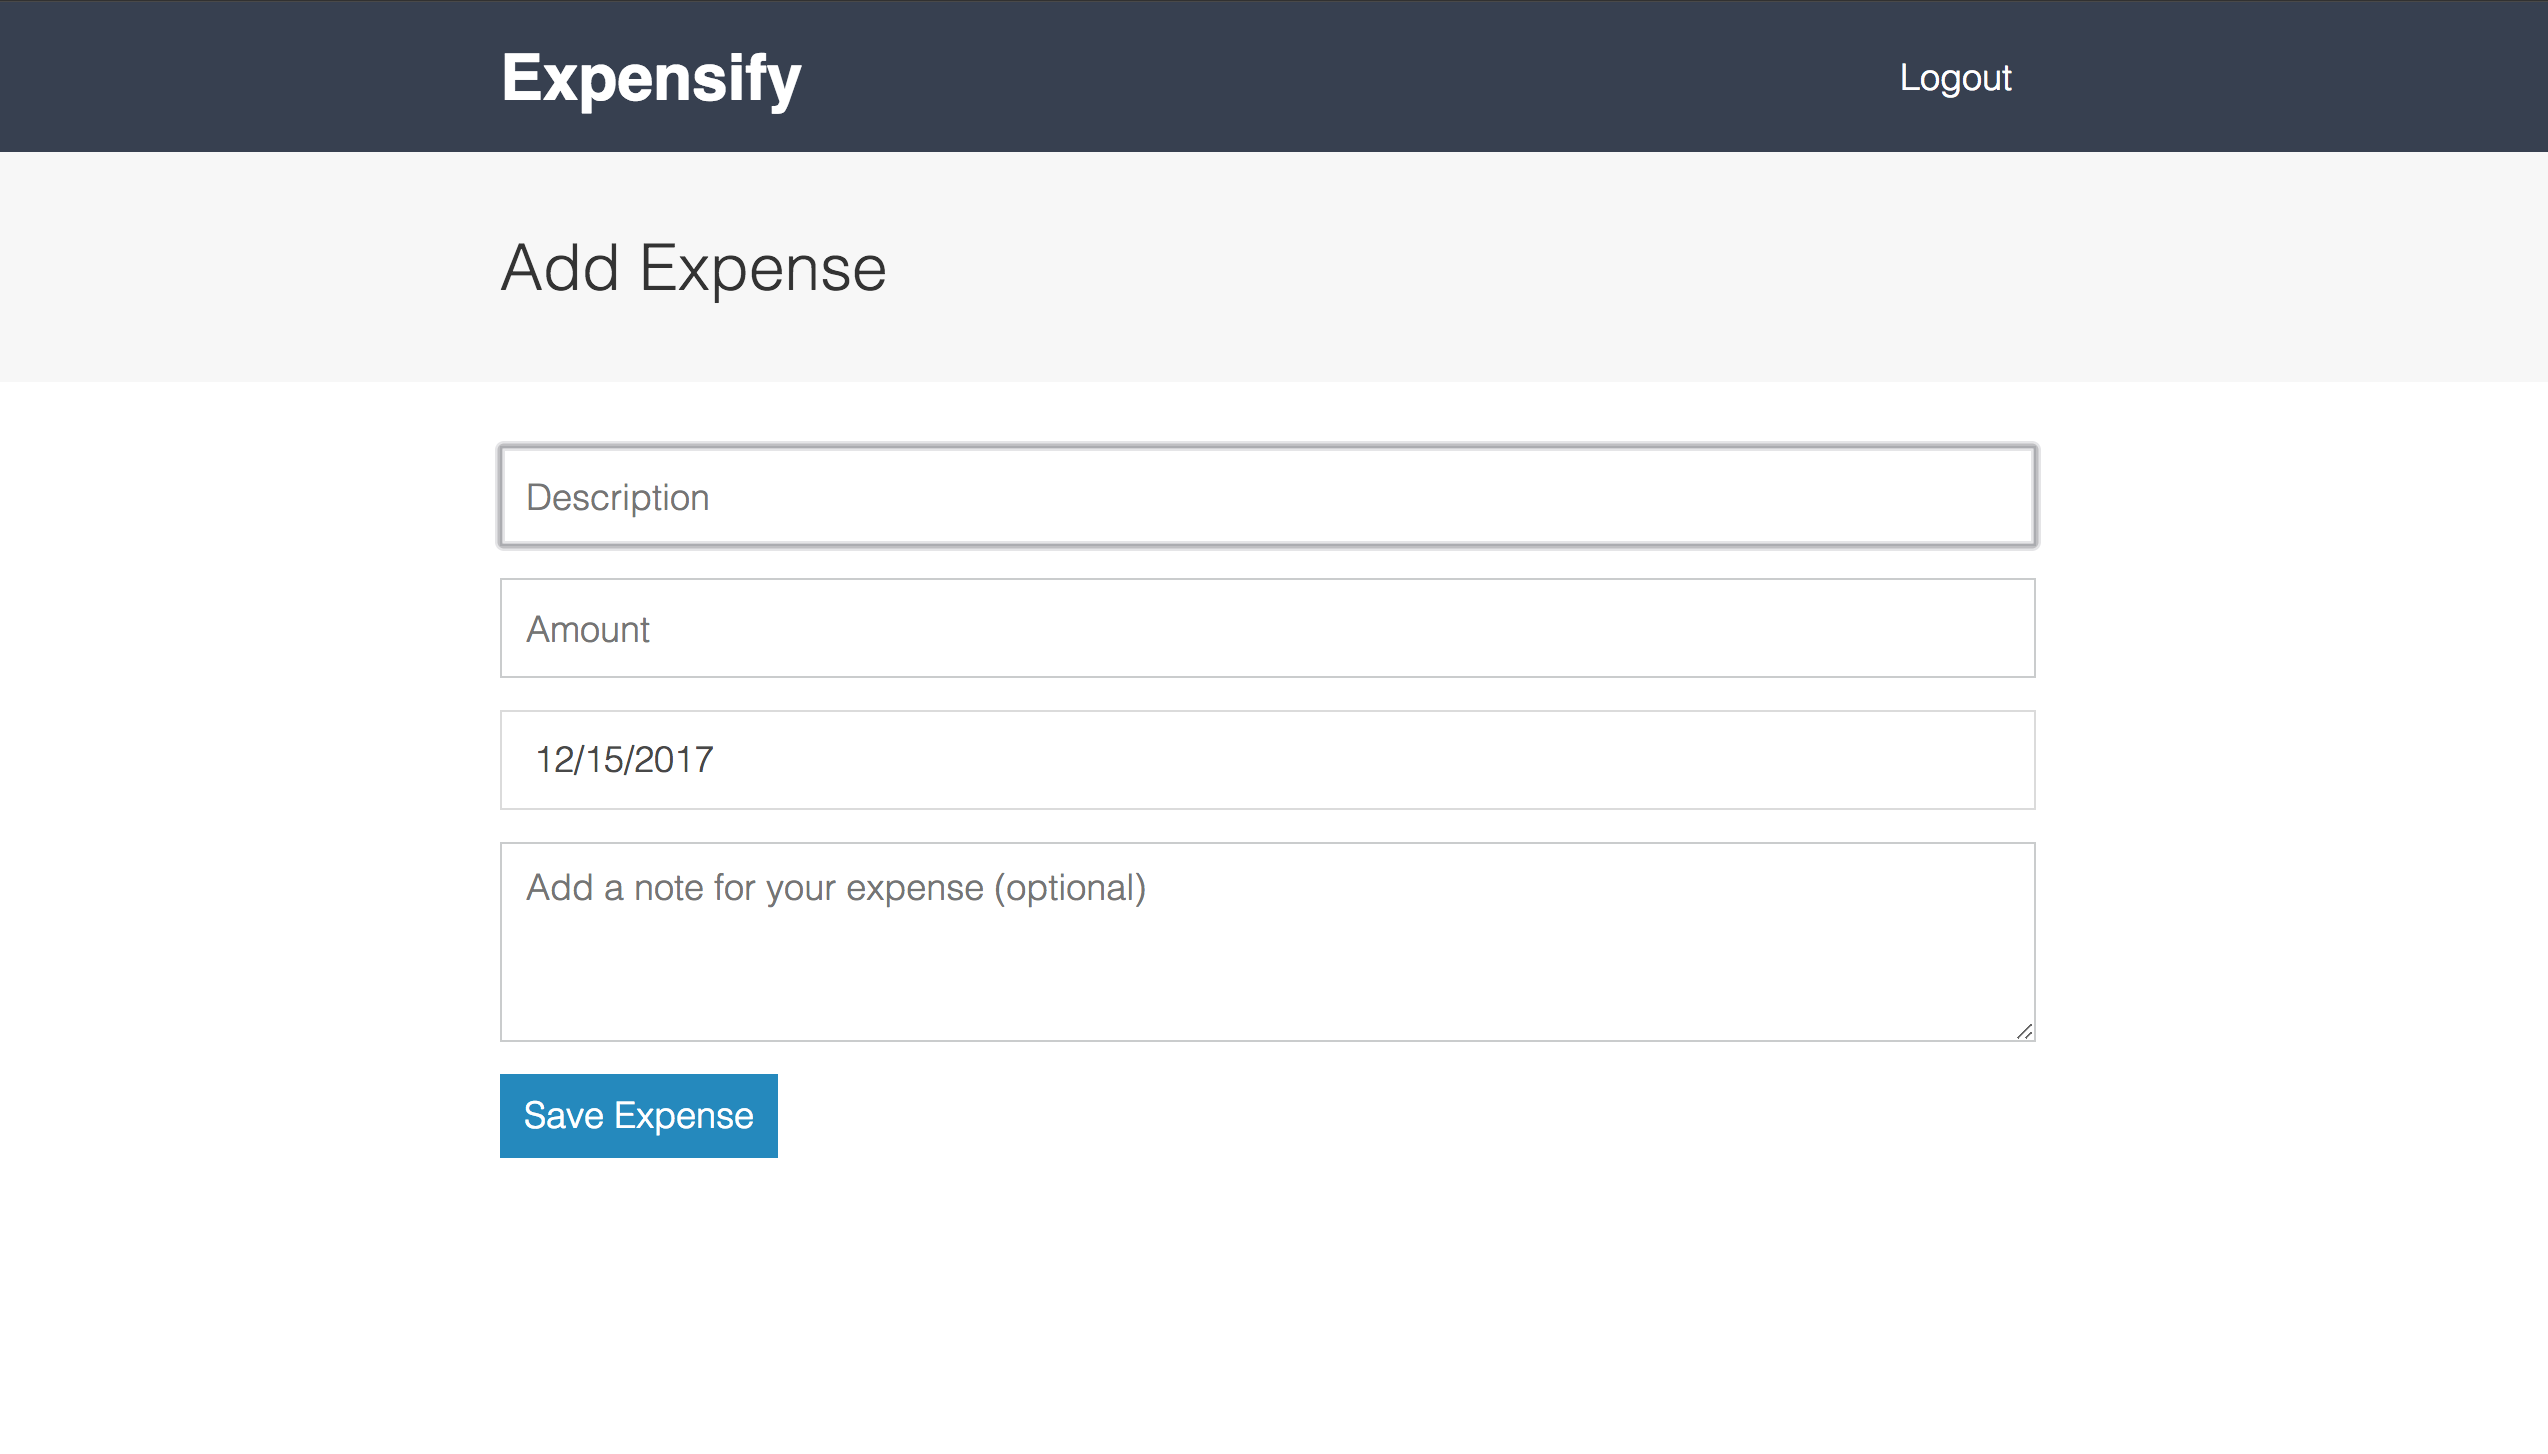 Expensify
Logout
Add Expense
Description
Amount
12/15/2017
Add a note for your expense (optional)
Save Expense